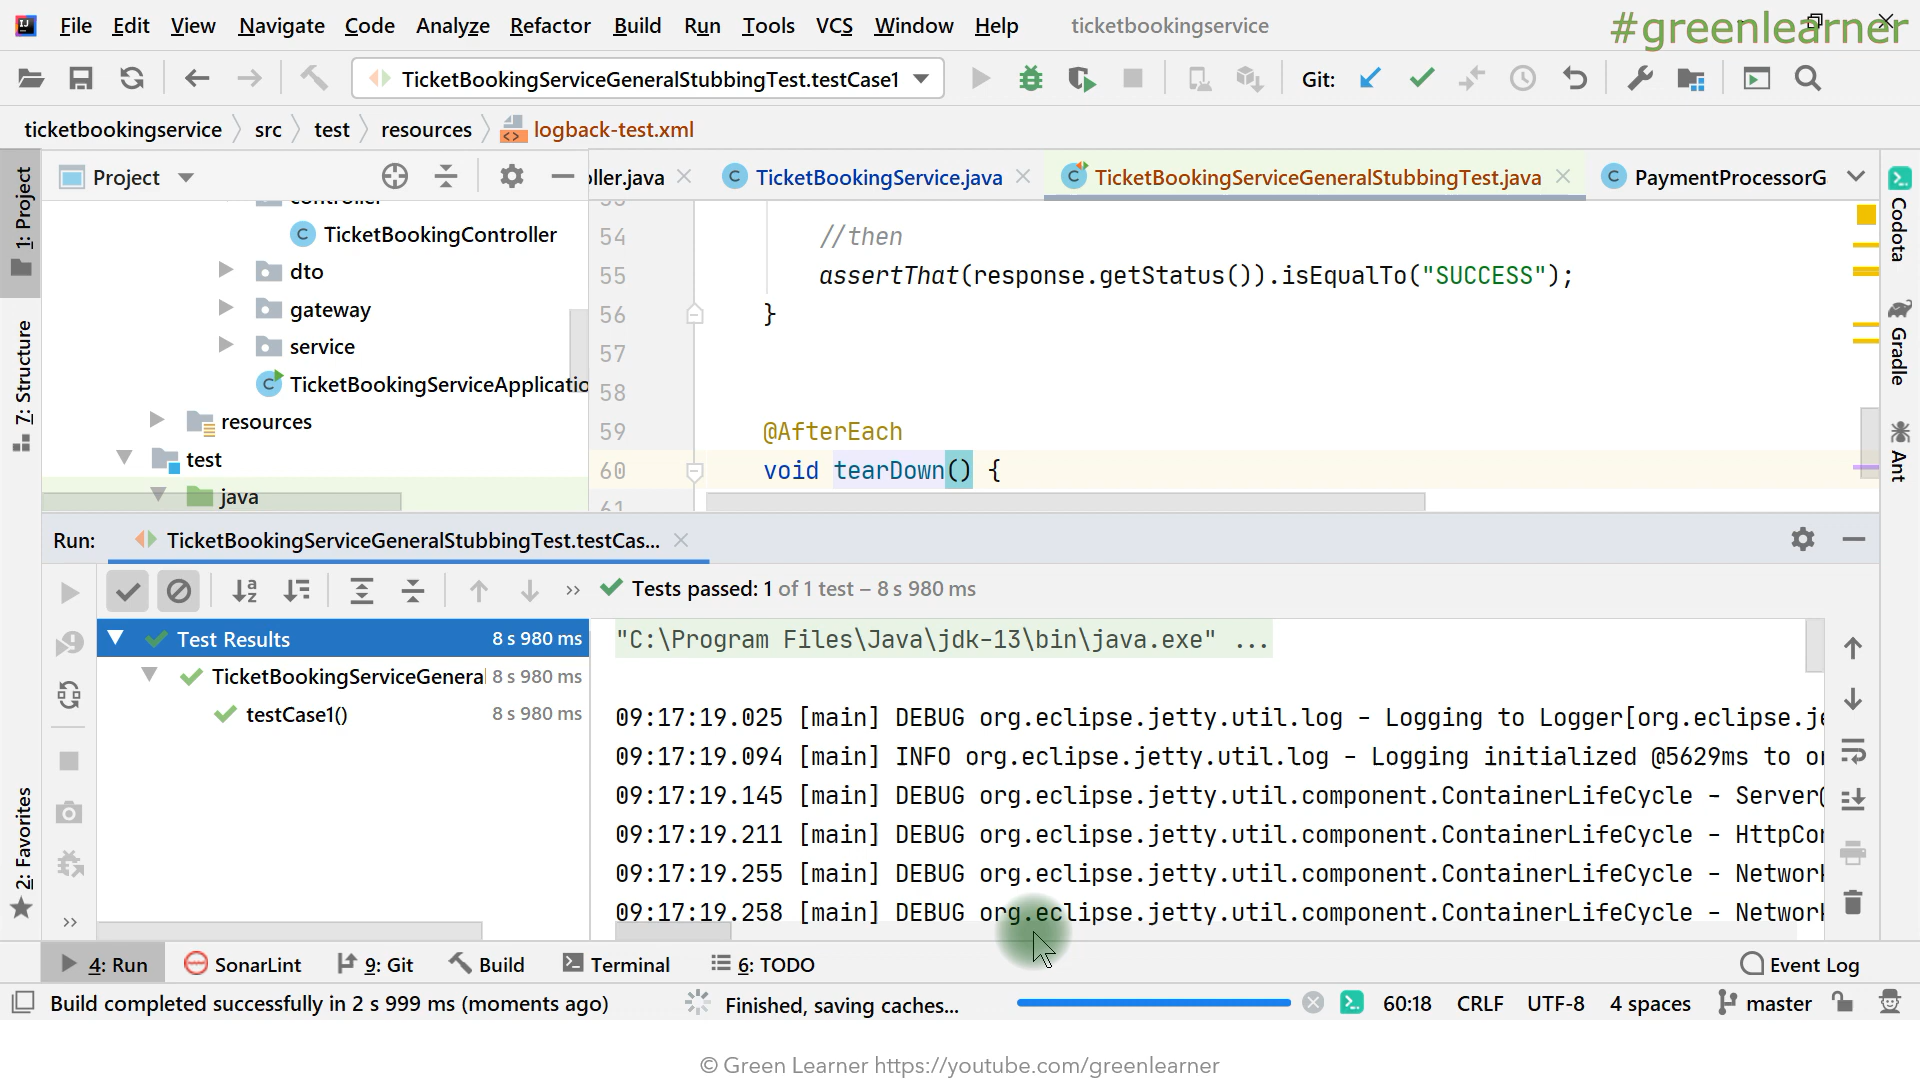 File Edit View Navigate Code Analyze Refactor Build Run Tools VCS Window Help ticketbookingservice
#greenlearner
TicketBookingServiceGeneralStubbingTest.testCase1 Git:
ticketbookingservice src test resources logback-test.xml
Project
ller.java TicketBookingService.java TicketBookingServiceGeneralStubbingTest.java PaymentProcessorG
1: Project
7: Structure
2: Favorites
controller
TicketBookingController
dto
gateway
service
TicketBookingServiceApplicatio
resources
test
java
54 //then
55 assertThat(response.getStatus()).isEqualTo("SUCCESS");
56 }
57
58
59 @AfterEach
60 void tearDown() {
61
Codota
Gradle
Ant
Run: TicketBookingServiceGeneralStubbingTest.testCas...
Tests passed: 1 of 1 test – 8 s 980 ms
Test Results 8 s 980 ms
TicketBookingServiceGenera 8 s 980 ms
testCase1() 8 s 980 ms
"C:\Program Files\Java\jdk-13\bin\java.exe" ...
09:17:19.025 [main] DEBUG org.eclipse.jetty.util.log - Logging to Logger[org.eclipse.je
09:17:19.094 [main] INFO org.eclipse.jetty.util.log - Logging initialized @5629ms to or
09:17:19.145 [main] DEBUG org.eclipse.jetty.util.component.ContainerLifeCycle - Server@
09:17:19.211 [main] DEBUG org.eclipse.jetty.util.component.ContainerLifeCycle - HttpCon
09:17:19.255 [main] DEBUG org.eclipse.jetty.util.component.ContainerLifeCycle - Network
09:17:19.258 [main] DEBUG org.eclipse.jetty.util.component.ContainerLifeCycle - Network
4: Run SonarLint 9: Git Build Terminal 6: TODO Event Log
Build completed successfully in 2 s 999 ms (moments ago) Finished, saving caches... 60:18 CRLF UTF-8 4 spaces master
© Green Learner https://youtube.com/greenlearner